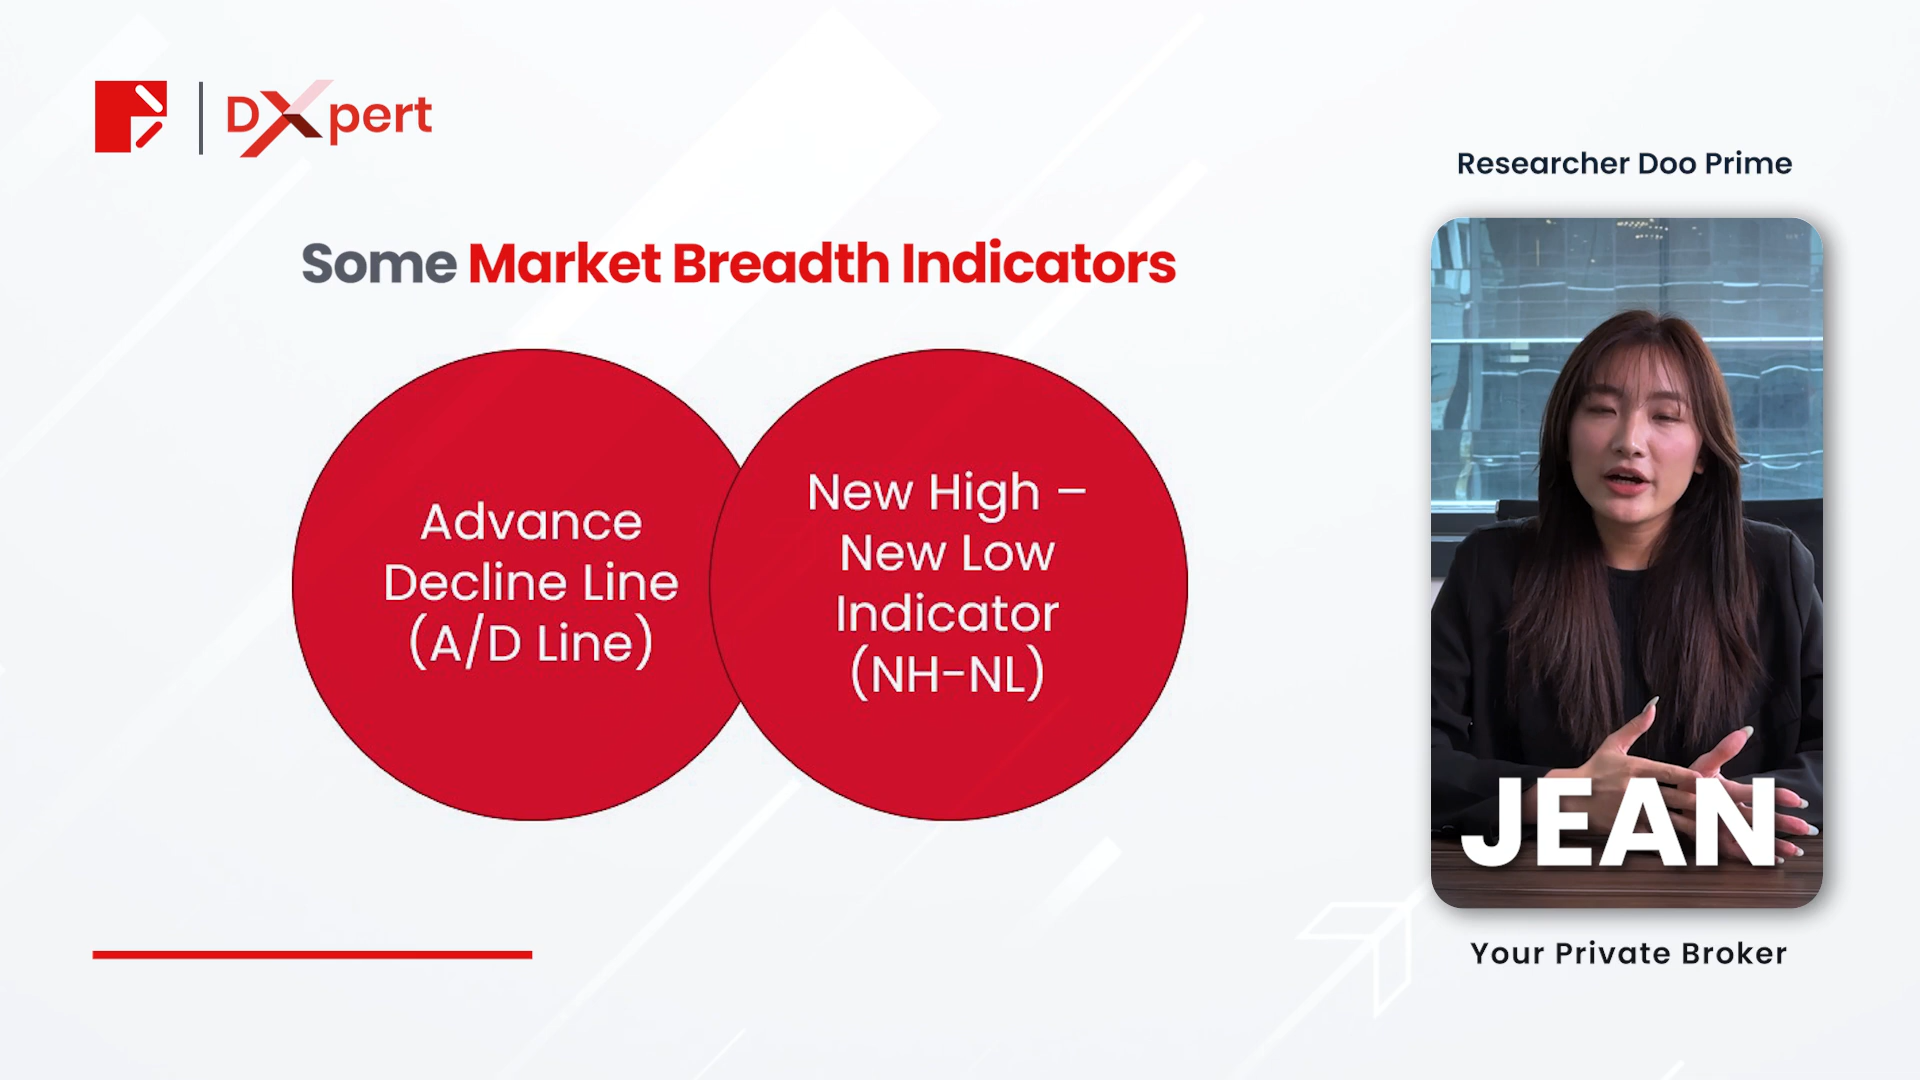 DXpert
Researcher Doo Prime
Some Market Breadth Indicators
Advance
Decline Line
(A/D Line)
New High –
New Low
Indicator
(NH-NL)
JEAN
Your Private Broker